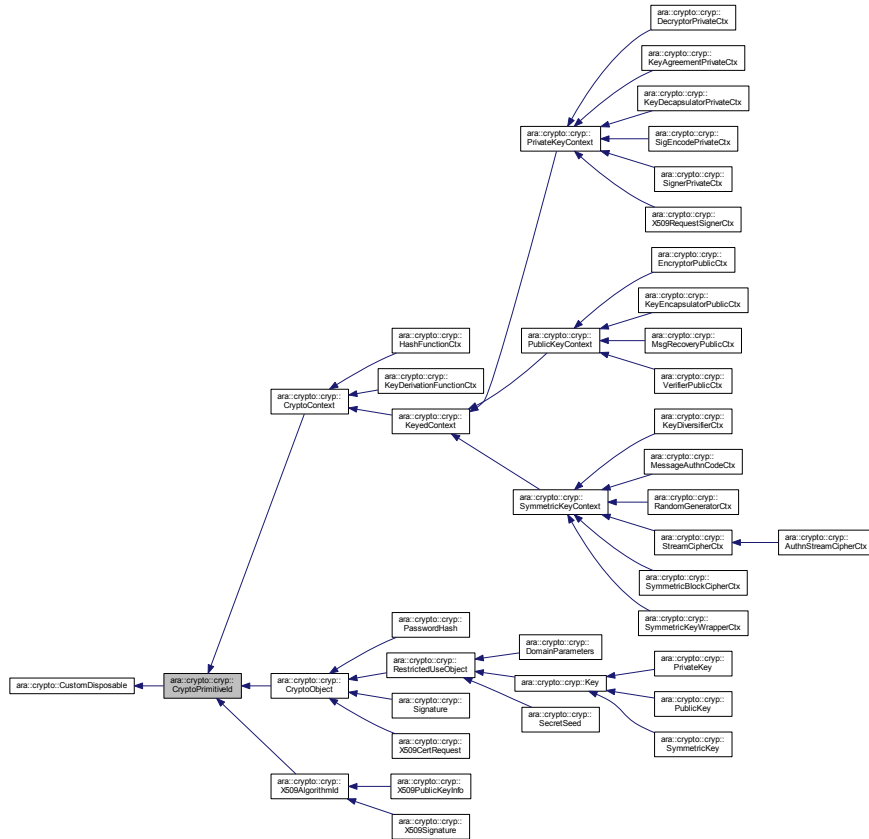 ara::crypto::cryp::
DecryptorPrivateCtx
ara::crypto::cryp::
KeyAgreementPrivateCtx
ara::crypto::cryp::
KeyDecapsulatorPrivateCtx
ara::crypto::cryp::
PrivateKeyContext
ara::crypto::cryp::
SigEncodePrivateCtx
ara::crypto::cryp::
SignerPrivateCtx
ara::crypto::cryp::
X509RequestSignerCtx
ara::crypto::cryp::
EncryptorPublicCtx
ara::crypto::cryp::
KeyEncapsulatorPublicCtx
ara::crypto::cryp::
HashFunctionCtx
ara::crypto::cryp::
PublicKeyContext
ara::crypto::cryp::
MsgRecoveryPublicCtx
ara::crypto::cryp::
KeyDerivationFunctionCtx
ara::crypto::cryp::
VerifierPublicCtx
ara::crypto::cryp::
CryptoContext
ara::crypto::cryp::
KeyedContext
ara::crypto::cryp::
KeyDiversifierCtx
ara::crypto::cryp::
MessageAuthnCodeCtx
ara::crypto::cryp::
SymmetricKeyContext
ara::crypto::cryp::
RandomGeneratorCtx
ara::crypto::cryp::
StreamCipherCtx
ara::crypto::cryp::
AuthnStreamCipherCtx
ara::crypto::cryp::
SymmetricBlockCipherCtx
ara::crypto::cryp::
SymmetricKeyWrapperCtx
ara::crypto::cryp::
PasswordHash
ara::crypto::cryp::
DomainParameters
ara::crypto::cryp::
RestrictedUseObject
ara::crypto::cryp::
PrivateKey
ara::crypto::CustomDisposable
ara::crypto::cryp::
CryptoPrimitiveId
ara::crypto::cryp::
CryptoObject
ara::crypto::cryp::Key
ara::crypto::cryp::
Signature
ara::crypto::cryp::
SecretSeed
ara::crypto::cryp::
PublicKey
ara::crypto::cryp::
X509CertRequest
ara::crypto::cryp::
SymmetricKey
ara::crypto::cryp::
X509AlgorithmId
ara::crypto::cryp::
X509PublicKeyInfo
ara::crypto::cryp::
X509Signature